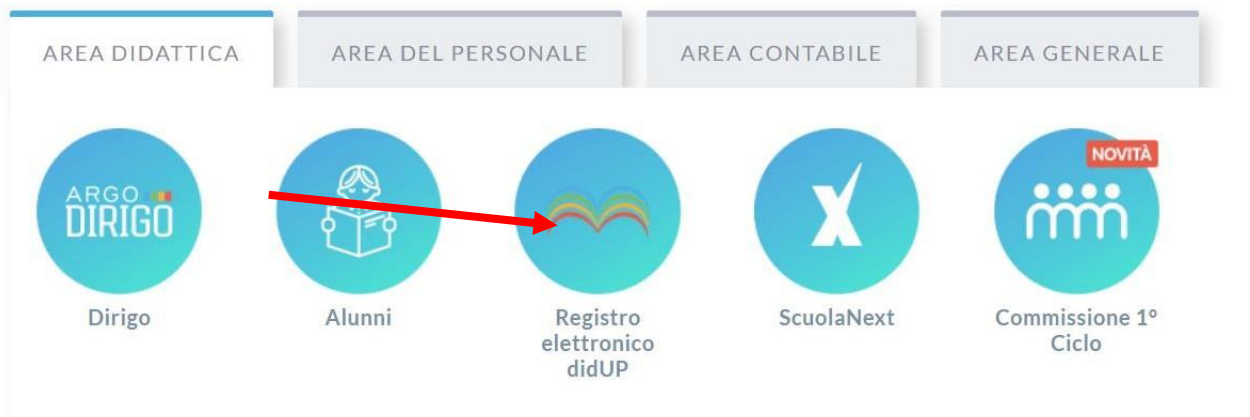 AREA DIDATTICA
AREA DEL PERSONALE
AREA CONTABILE
AREA GENERALE
ARGO
DIRIGO
NOVITÀ
Dirigo
Alunni
Registro
elettronico
didUP
ScuolaNext
Commissione 1°
Ciclo